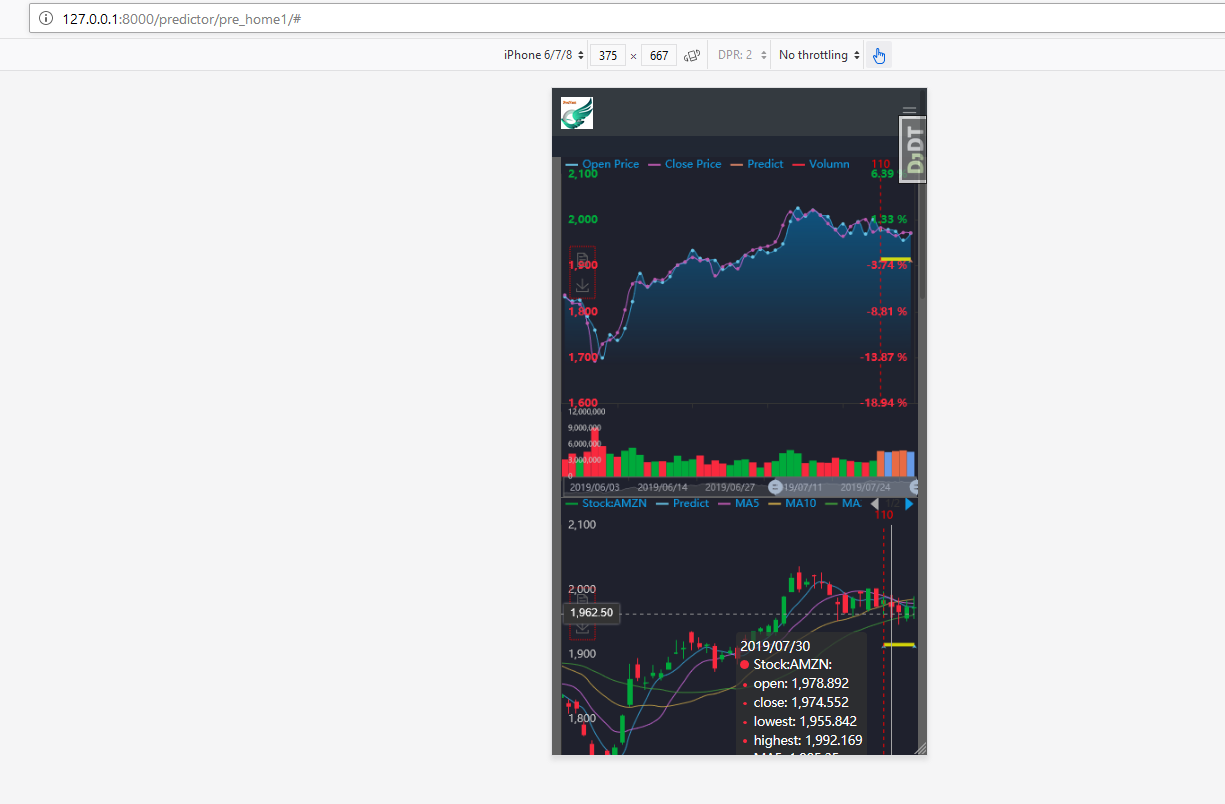 127.0.0.1:8000/predictor/pre_home1/#
iPhone 6/7/8 375 × 667 DPR: 2 No throttling
DJDT
Open Price Close Price Predict Volumn 110
2,100 6.39
2,000 1.33 %
1,900 -3.74 %
1,800 -8.81 %
1,700 -13.87 %
1,600 -18.94 %
12,000,000
9,000,000
6,000,000
3,000,000
0
2019/06/03 2019/06/14 2019/06/27 19/07/11 2019/07/24
Stock:AMZN Predict MA5 MA10 MA 1/2
110
2,100
2,000
1,962.50
1,900
2019/07/30
Stock:AMZN:
open: 1,978.892
close: 1,974.552
1,800
lowest: 1,955.842
highest: 1,992.169